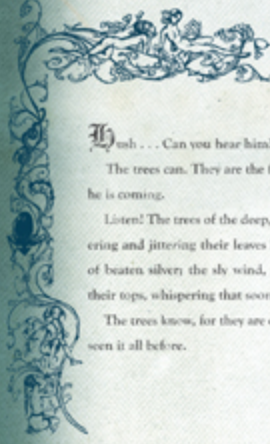 Hush . . . Can you hear him?
The trees can. They are the
he is coming.
Listen! The trees of the deep,
ering and jittering their leaves
of beaten silver; the sly wind,
their tops, whispering that soon
The trees know, for they are
seen it all before.